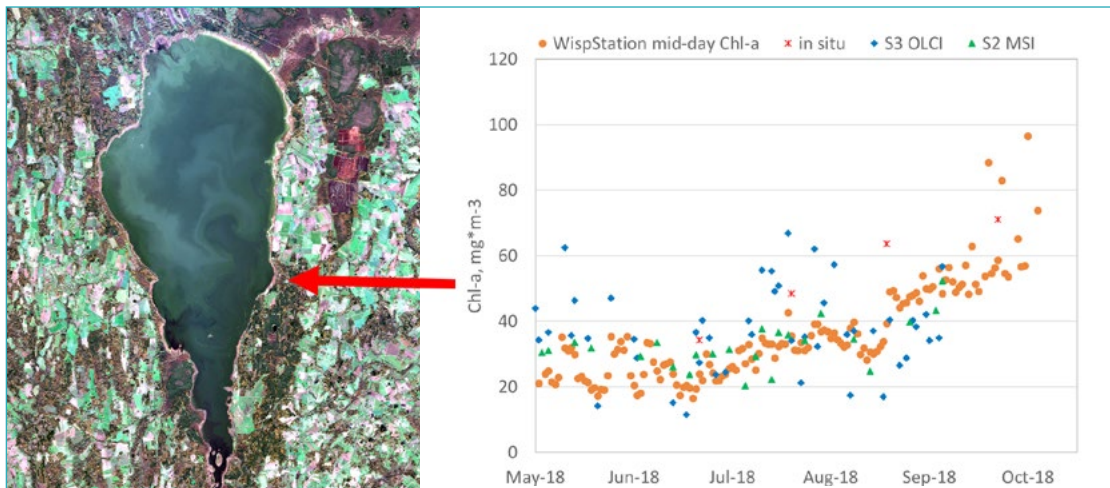 WispStation mid-day Chl-a in situ S3 OLCI S2 MSI
120
100
80
60
40
20
0
Chl-a, mg*m-3
May-18 Jun-18 Jul-18 Aug-18 Sep-18 Oct-18